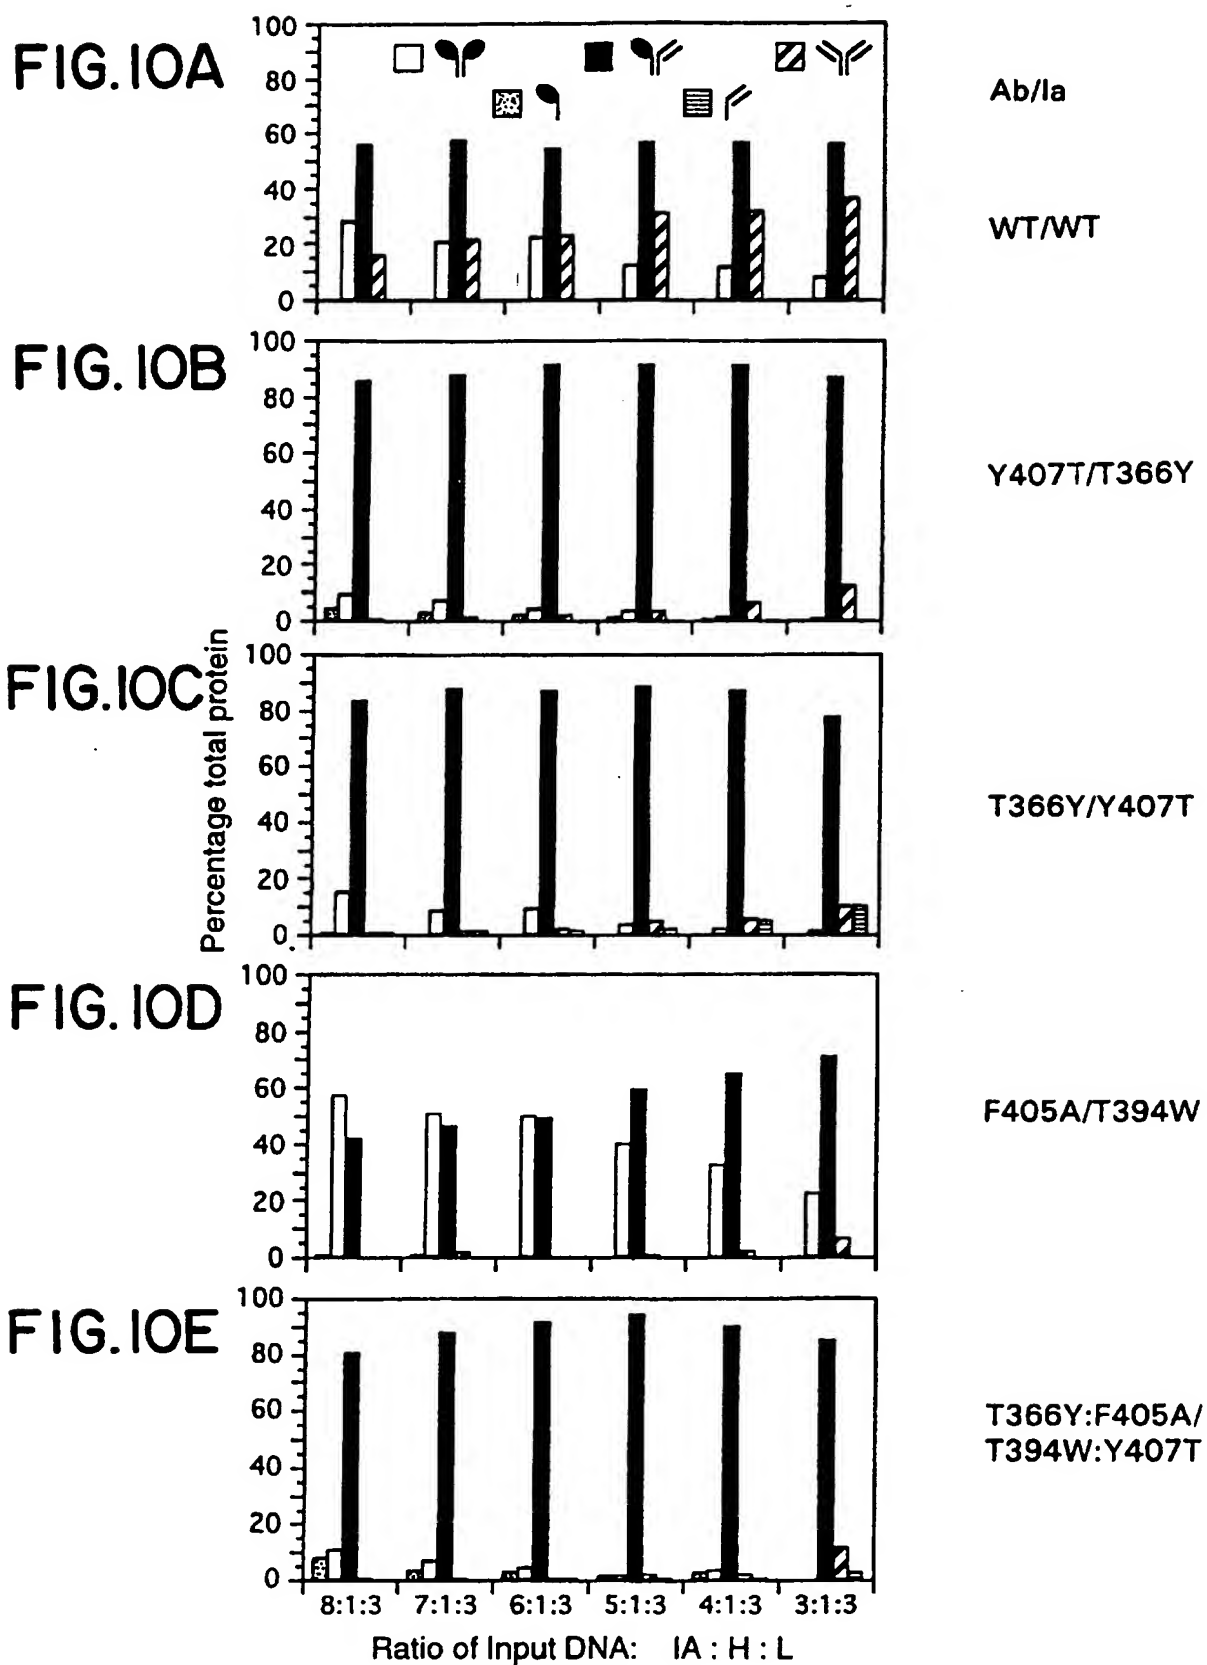 FIG.10A
100
80
60
40
20
0
Ab/Ia
WT/WT
FIG.10B
100
80
60
40
20
0
Y407T/T366Y
FIG.10C
100
80
60
40
20
0
T366Y/Y407T
Percentage total protein
FIG.10D
100
80
60
40
20
0
F405A/T394W
FIG.10E
100
80
60
40
20
0
T366Y:F405A/
T394W:Y407T
8:1:3 7:1:3 6:1:3 5:1:3 4:1:3 3:1:3
Ratio of Input DNA: IA : H : L